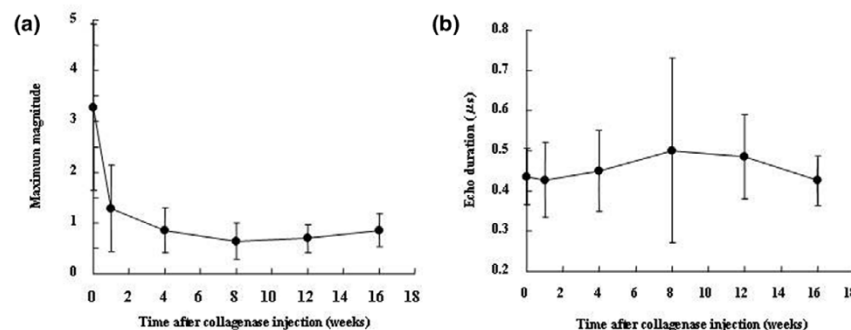 (a)
5
4
3
2
1
0
Maximum magnitude
0 2 4 6 8 10 12 14 16 18
Time after collagenase injection (weeks)
(b)
0.8
0.7
0.6
0.5
0.4
0.3
0.2
Echo duration (μs)
0 2 4 6 8 10 12 14 16 18
Time after collagenase injection (weeks)